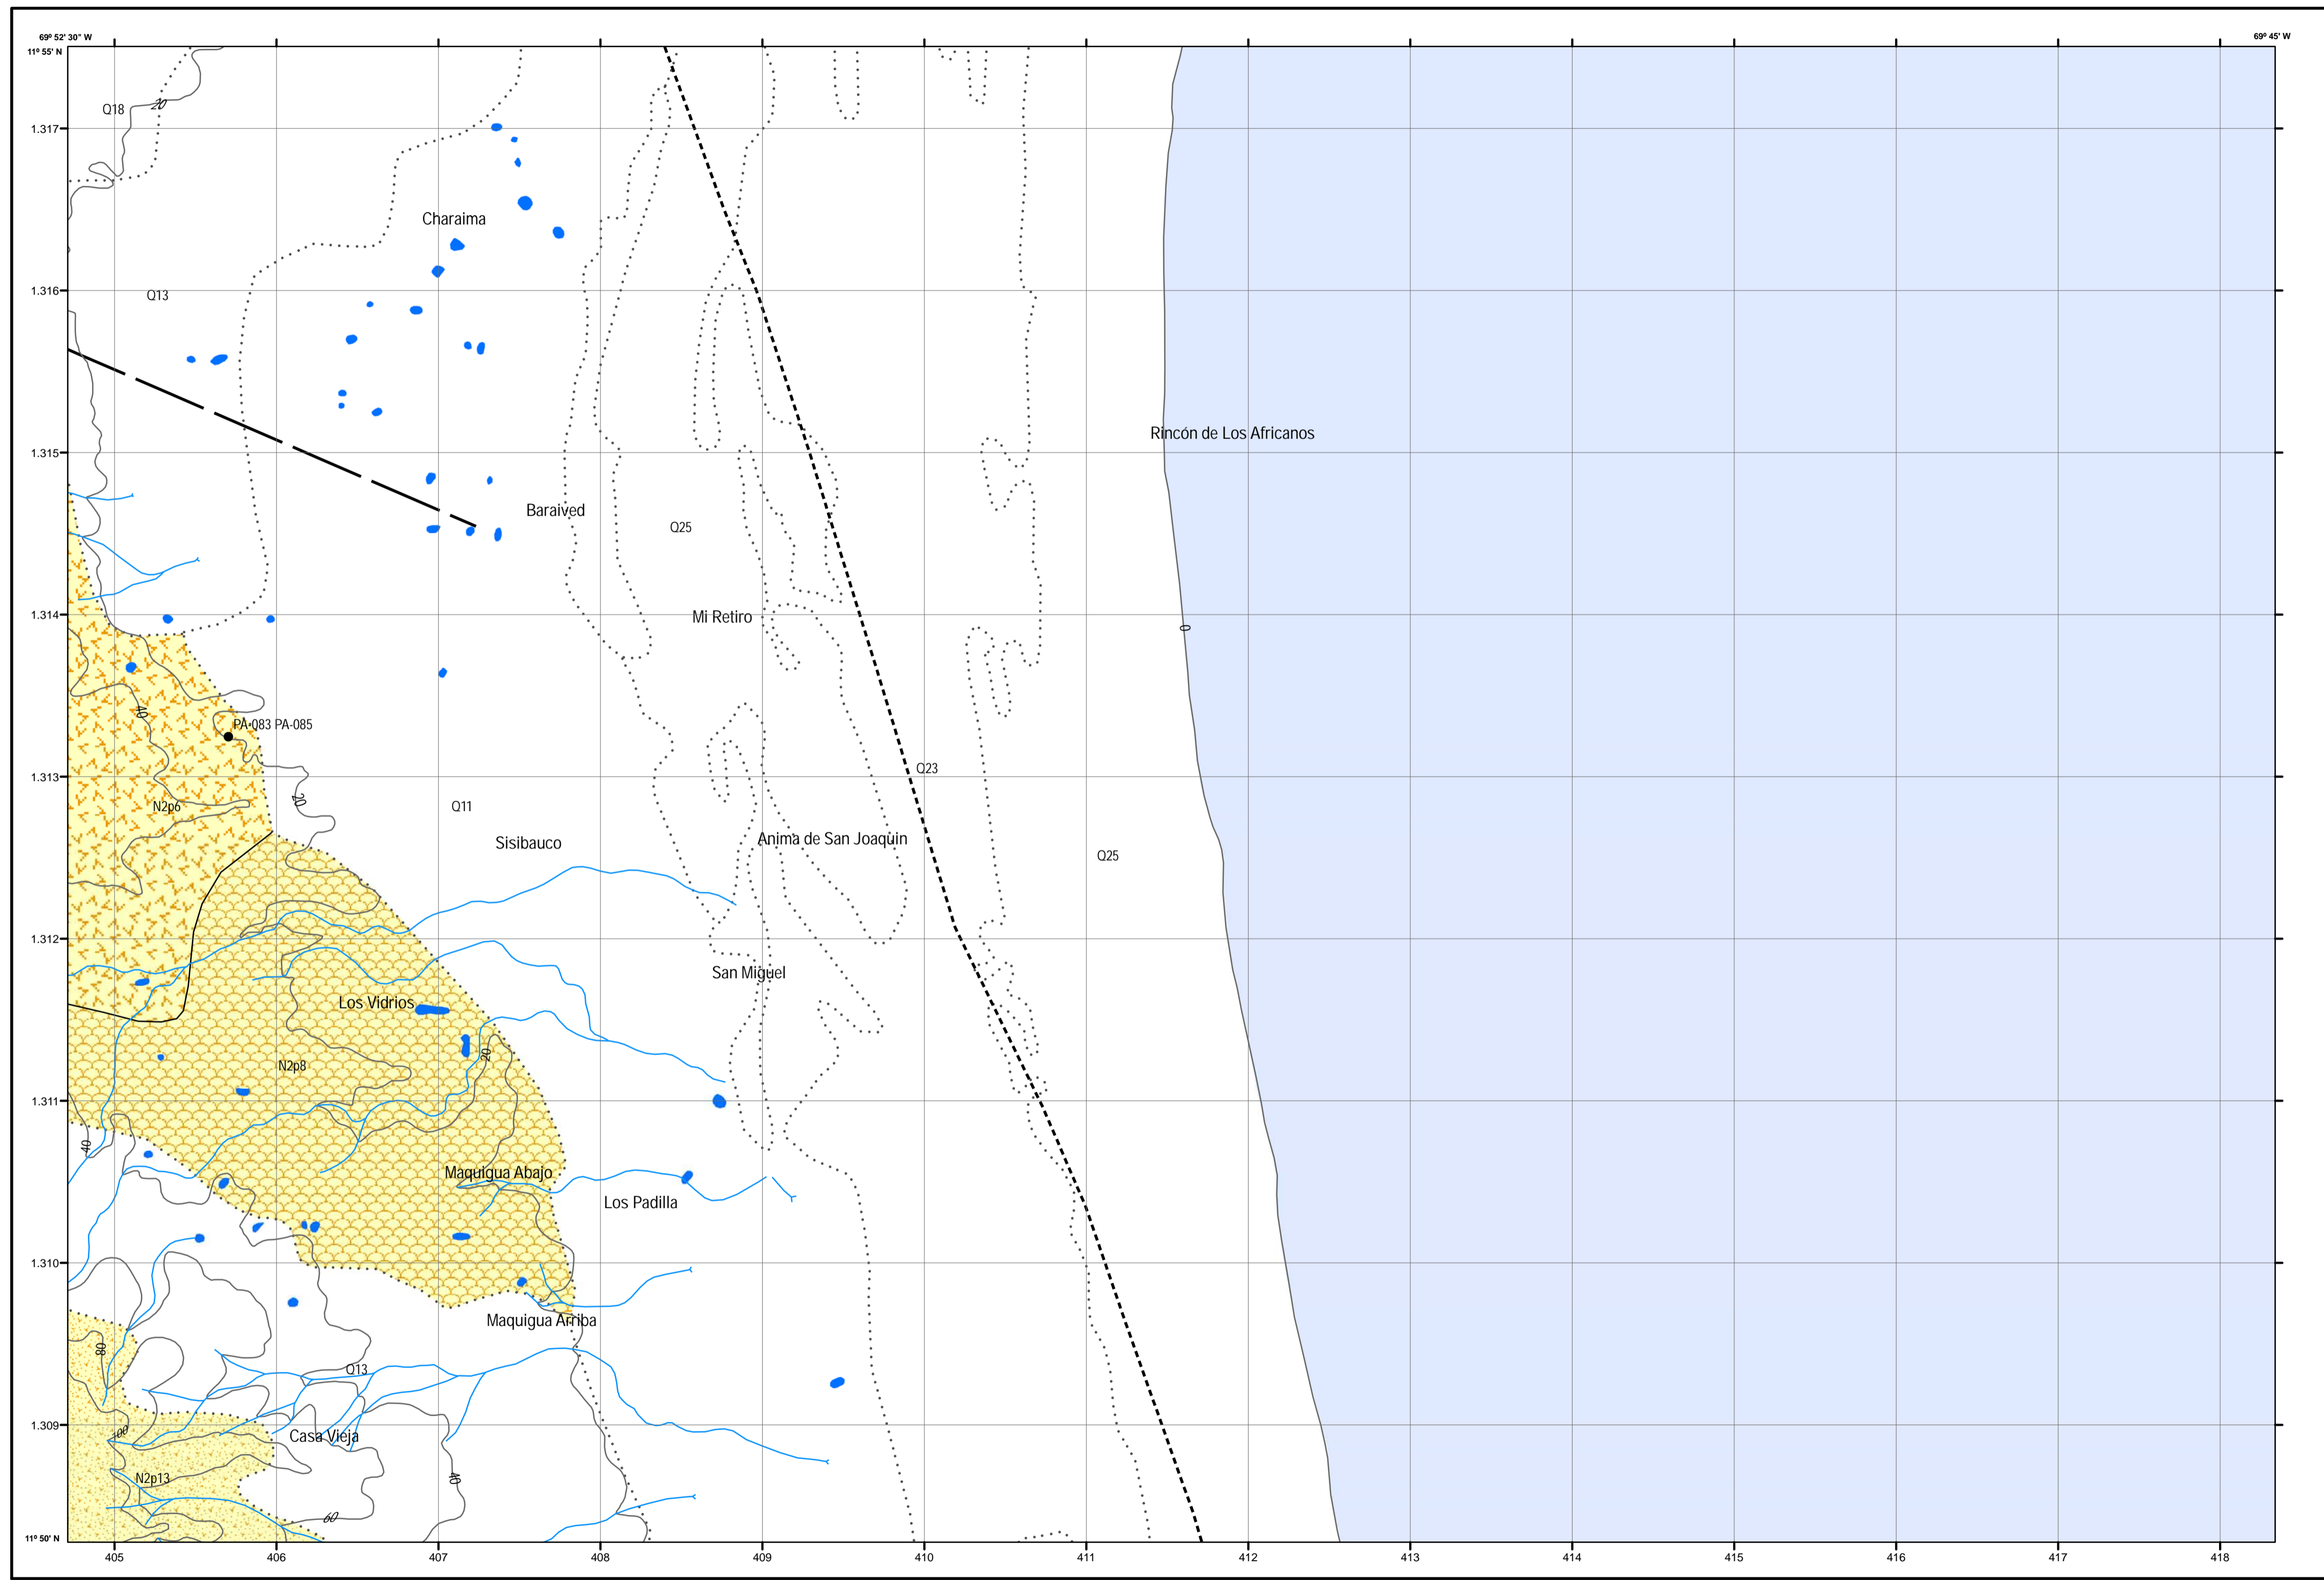 69º 52' 30" W
69º 45' W
11º 55' N
Q18
20
1.317
Charaima
1.316
Q13
1.315
Rincón de Los Africanos
Baraived
Q25
1.314
Mi Retiro
0
40
PA-083 PA-085
1.313
Q23
20
N2p6
Q11
Sisibauco
Anima de San Joaquin
Q25
1.312
San Miguel
Los Vidrios
20
N2p8
1.311
40
Maquigua Abajo
Los Padilla
1.310
Maquigua Arriba
80
Q13
1.309
100
Casa Vieja
N2p13
40
60
11º 50' N
405 406 407 408 409 410 411 412 413 414 415 416 417 418